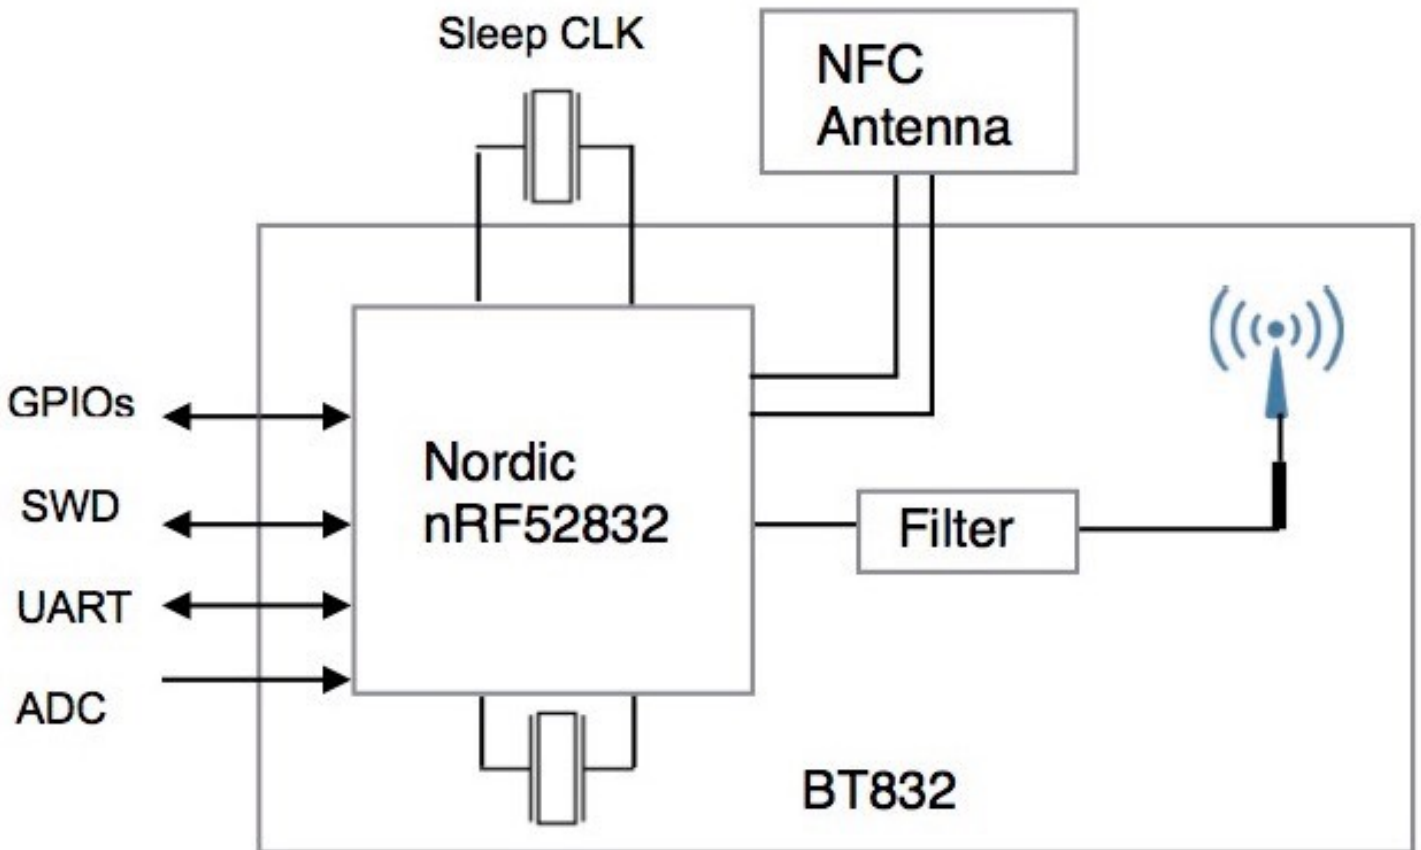 Sleep CLK
NFC
Antenna
GPIOs
SWD
UART
ADC
Nordic
nRF52832
Filter
BT832